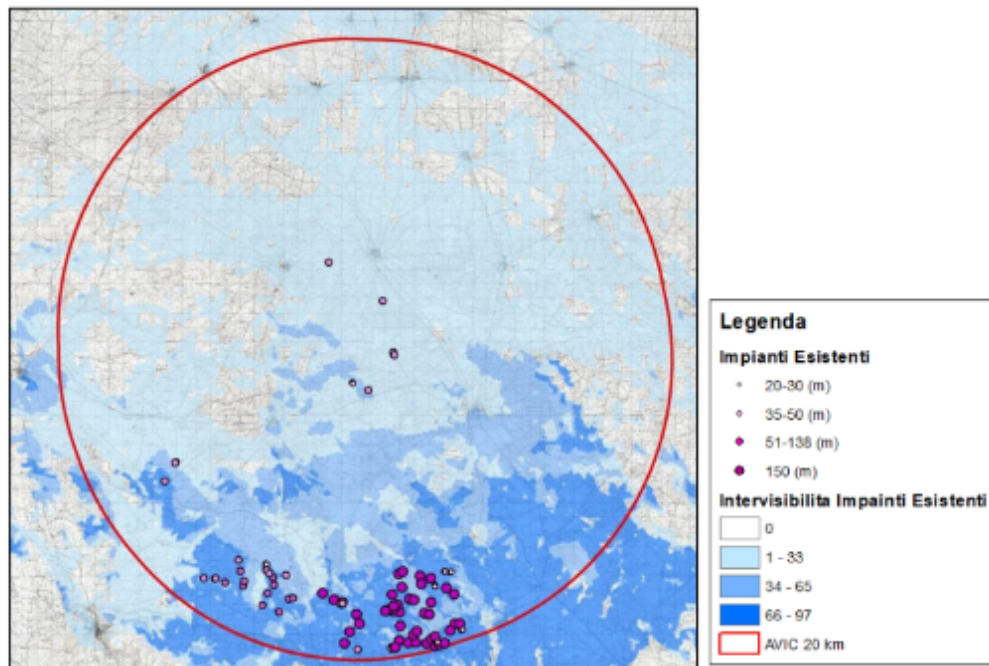 Legenda
Impianti Esistenti
20-30 (m)
35-50 (m)
51-138 (m)
150 (m)
Intervisibilita Impainti Esistenti
0
1 - 33
34 - 65
66 - 97
AVIC 20 km